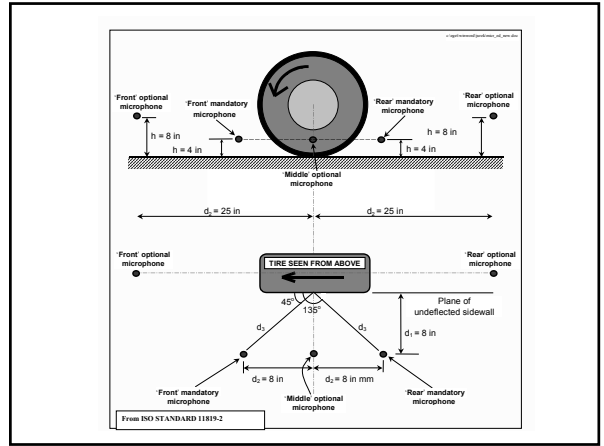 'Front' optional
microphone
'Front' mandatory
microphone
'Rear' mandatory
microphone
'Rear' optional
microphone
h = 8 in
h = 4 in
h = 8 in
h = 4 in
'Middle' optional
microphone
d₂ = 25 in
d₂ = 25 in
'Front' optional
microphone
TIRE SEEN FROM ABOVE
'Rear' optional
microphone
45°
135°
Plane of
undeflected sidewall
d₃
d₃
d₁ = 8 in
d₂ = 8 in
d₂ = 8 in mm
'Front' mandatory
microphone
'Middle' optional
microphone
'Rear' mandatory
microphone
From ISO STANDARD 11819-2